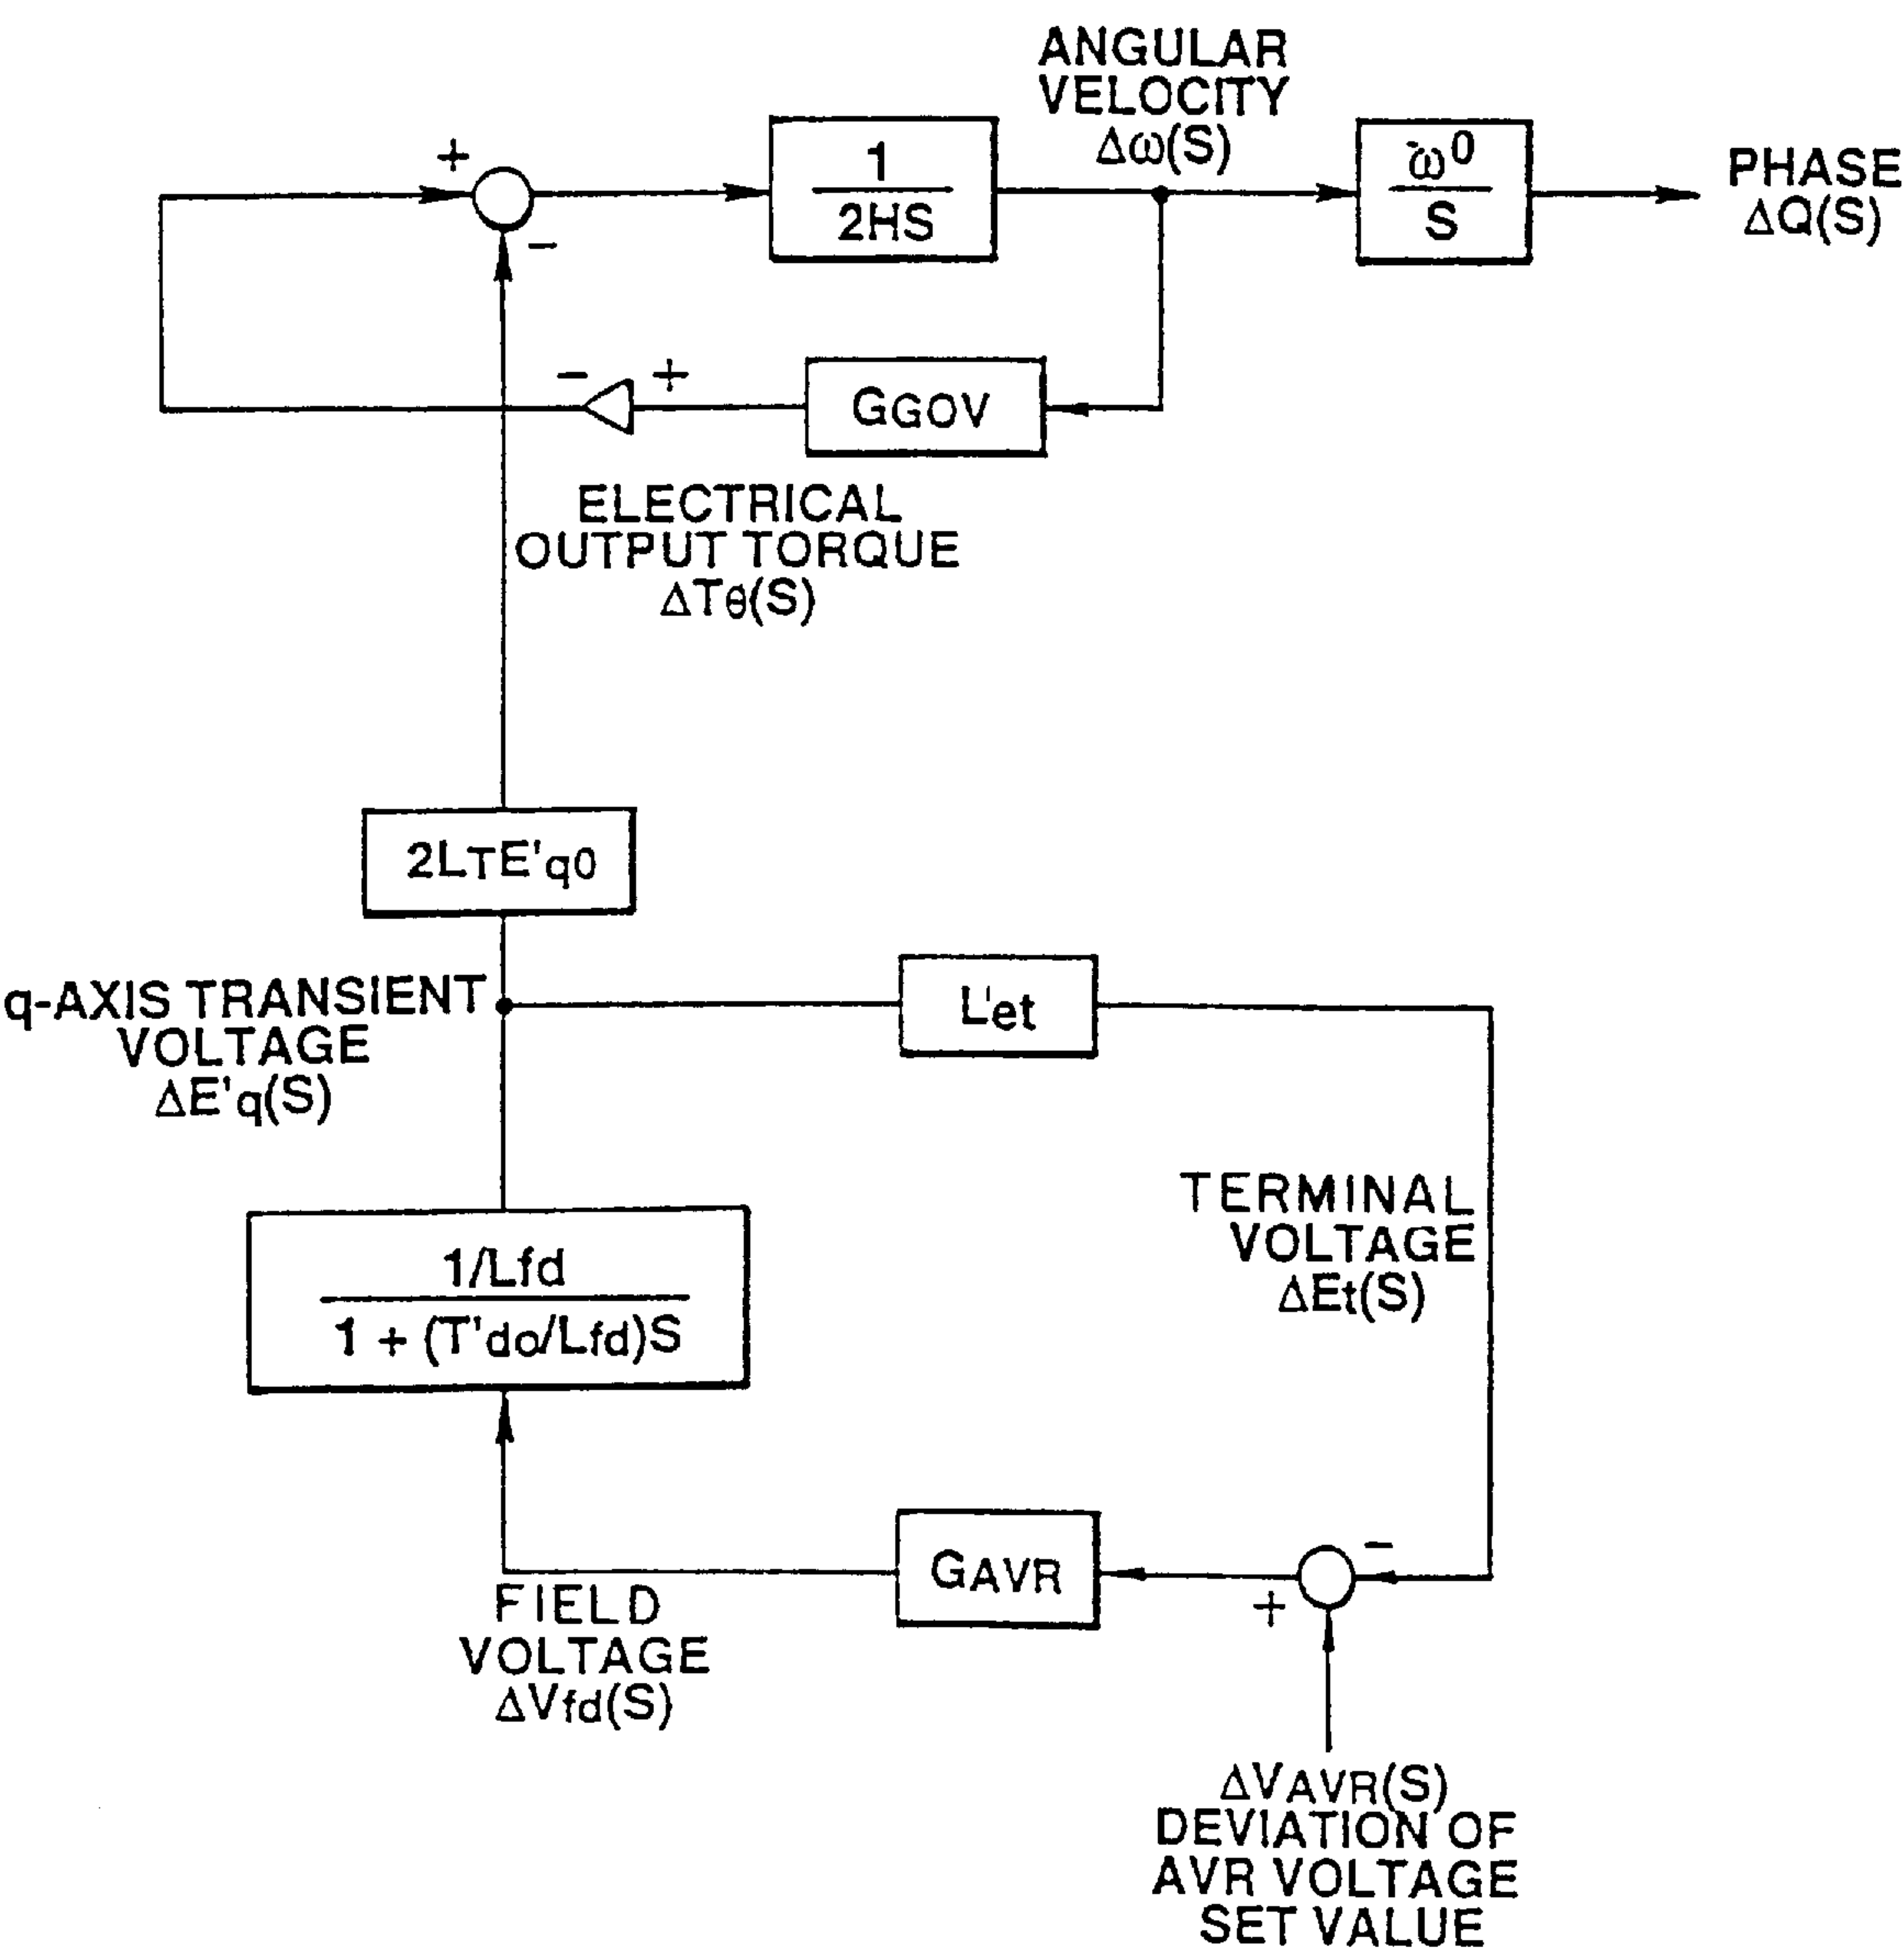 ANGULAR
VELOCITY
Δω(S)
+
1
2HS
ω0
S
PHASE
ΔQ(S)
−
−
+
GGOV
ELECTRICAL
OUTPUT TORQUE
ΔTθ(S)
2LTE'q0
q-AXIS TRANSIENT
VOLTAGE
ΔE'q(S)
L'et
TERMINAL
VOLTAGE
ΔEt(S)
1/Lfd
1 + (T'do/Lfd)S
GAVR
−
+
FIELD
VOLTAGE
ΔVfd(S)
ΔVAVR(S)
DEVIATION OF
AVR VOLTAGE
SET VALUE